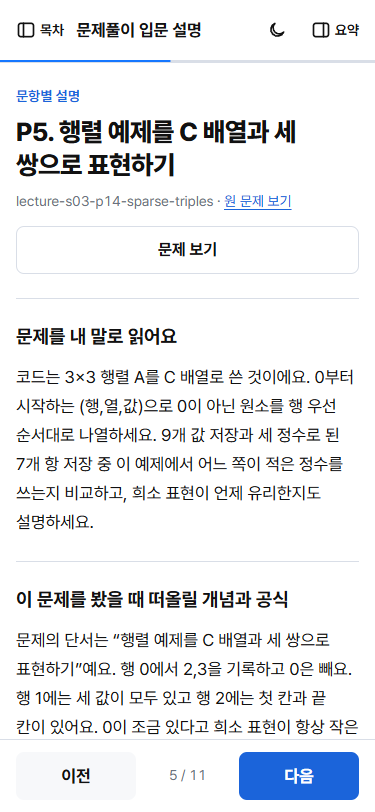 목차 문제풀이 입문 설명 요약
문항별 설명
P5. 행렬 예제를 C 배열과 세
쌍으로 표현하기
lecture-s03-p14-sparse-triples · 원 문제 보기
문제 보기
문제를 내 말로 읽어요
코드는 3×3 행렬 A를 C 배열로 쓴 것이에요. 0부터
시작하는 (행,열,값)으로 0이 아닌 원소를 행 우선
순서대로 나열하세요. 9개 값 저장과 세 정수로 된
7개 항 저장 중 이 예제에서 어느 쪽이 적은 정수를
쓰는지 비교하고, 희소 표현이 언제 유리한지도
설명하세요.
이 문제를 봤을 때 떠올릴 개념과 공식
문제의 단서는 “행렬 예제를 C 배열과 세 쌍으로
표현하기”예요. 행 0에서 2,3을 기록하고 0은 빼요.
행 1에는 세 값이 모두 있고 행 2에는 첫 칸과 끝
칸이 있어요. 0이 조금 있다고 희소 표현이 항상 작은
이전 5 / 11 다음